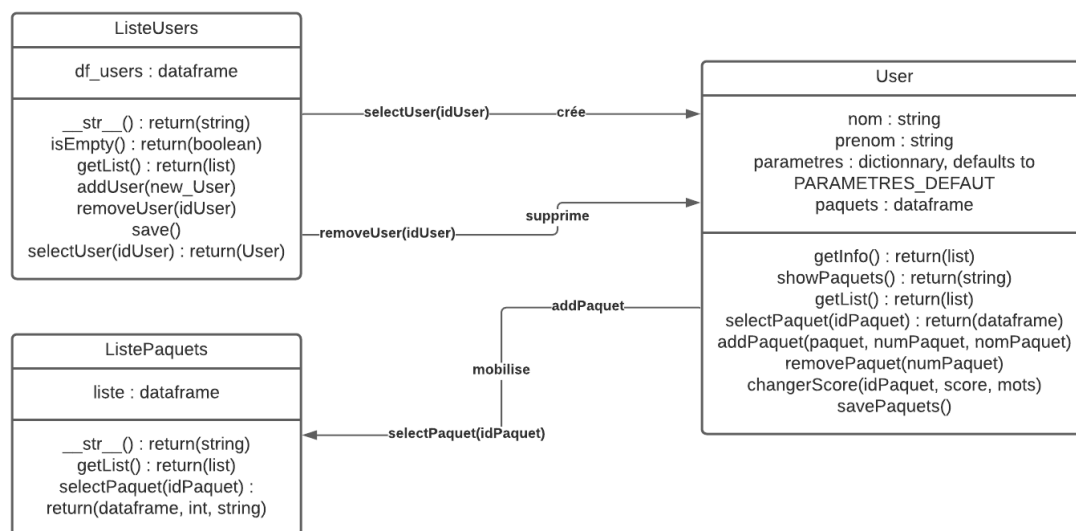 ListeUsers
df_users : dataframe
__str__() : return(string)
isEmpty() : return(boolean)
getList() : return(list)
addUser(new_User)
removeUser(idUser)
save()
selectUser(idUser) : return(User)
selectUser(idUser)
crée
removeUser(idUser)
supprime
User
nom : string
prenom : string
parametres : dictionnary, defaults to
PARAMETRES_DEFAUT
paquets : dataframe
getInfo() : return(list)
showPaquets() : return(string)
getList() : return(list)
selectPaquet(idPaquet) : return(dataframe)
addPaquet(paquet, numPaquet, nomPaquet)
removePaquet(numPaquet)
changerScore(idPaquet, score, mots)
savePaquets()
addPaquet
mobilise
selectPaquet(idPaquet)
ListePaquets
liste : dataframe
__str__() : return(string)
getList() : return(list)
selectPaquet(idPaquet) :
return(dataframe, int, string)